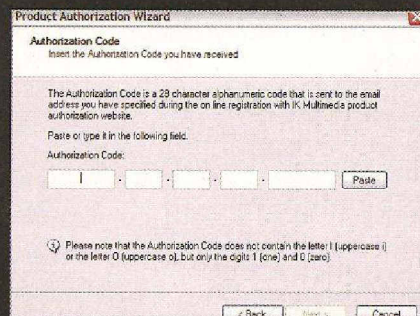 Product Authorization Wizard
Authorization Code
Insert the Authorization Code you have received
The Authorization Code is a 28 character alphanumeric code that is sent to the email
address you have specified during the on line registration with IK Multimedia product
authorization website.
Paste or type it in the following field.
Authorization Code:
- - - - Paste
Please note that the Authorization Code does not contain the letter I (uppercase i)
or the letter O (uppercase o), but only the digits 1 (one) and 0 (zero).
< Back Next > Cancel